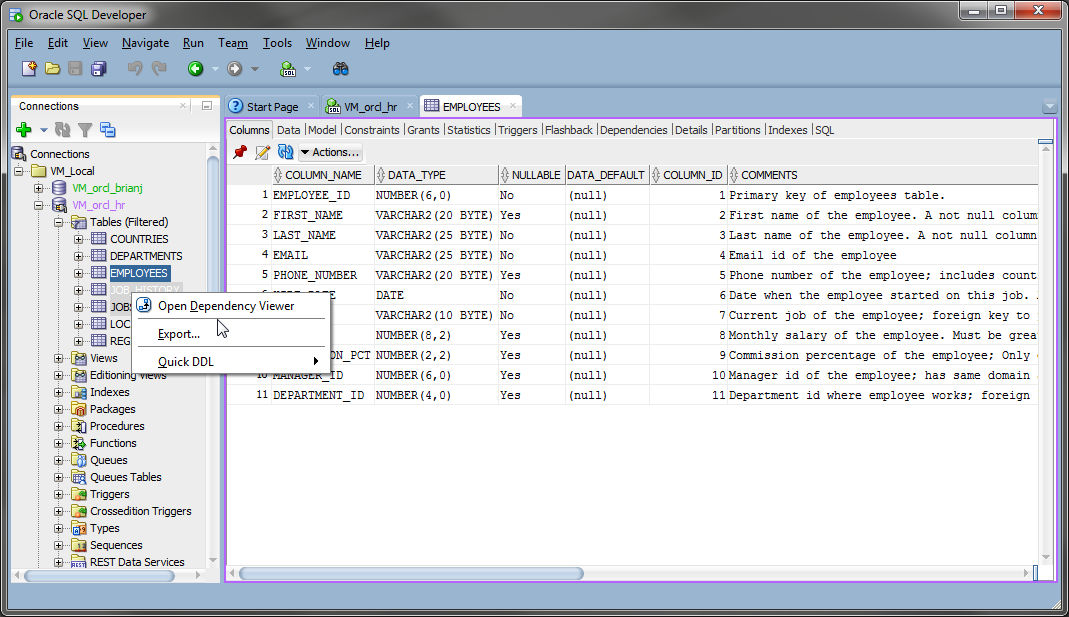 Oracle SQL Developer
File Edit View Navigate Run Team Tools Window Help
Connections
Start Page
VM_orcl_hr
EMPLOYEES
Columns Data Model Constraints Grants Statistics Triggers Flashback Dependencies Details Partitions Indexes SQL
Actions...
Connections
VM_Local
VM_orcl_brianj
VM_orcl_hr
Tables (Filtered)
COUNTRIES
DEPARTMENTS
EMPLOYEES
JOB_HISTORY
JOBS
LOC
REG
Views
Editioning Views
Indexes
Packages
Procedures
Functions
Queues
Queues Tables
Triggers
Crossedition Triggers
Types
Sequences
REST Data Services
Open Dependency Viewer
Export...
Quick DDL
COLUMN_NAME DATA_TYPE NULLABLE DATA_DEFAULT COLUMN_ID COMMENTS
1 EMPLOYEE_ID NUMBER(6,0) No (null) 1 Primary key of employees table.
2 FIRST_NAME VARCHAR2(20 BYTE) Yes (null) 2 First name of the employee. A not null colum
3 LAST_NAME VARCHAR2(25 BYTE) No (null) 3 Last name of the employee. A not null column
4 EMAIL VARCHAR2(25 BYTE) No (null) 4 Email id of the employee
5 PHONE_NUMBER VARCHAR2(20 BYTE) Yes (null) 5 Phone number of the employee; includes count
DATE No (null) 6 Date when the employee started on this job.
VARCHAR2(10 BYTE) No (null) 7 Current job of the employee; foreign key to
NUMBER(8,2) Yes (null) 8 Monthly salary of the employee. Must be grea
ON_PCT NUMBER(2,2) Yes (null) 9 Commission percentage of the employee; Only
10 MANAGER_ID NUMBER(6,0) Yes (null) 10 Manager id of the employee; has same domain
11 DEPARTMENT_ID NUMBER(4,0) Yes (null) 11 Department id where employee works; foreign